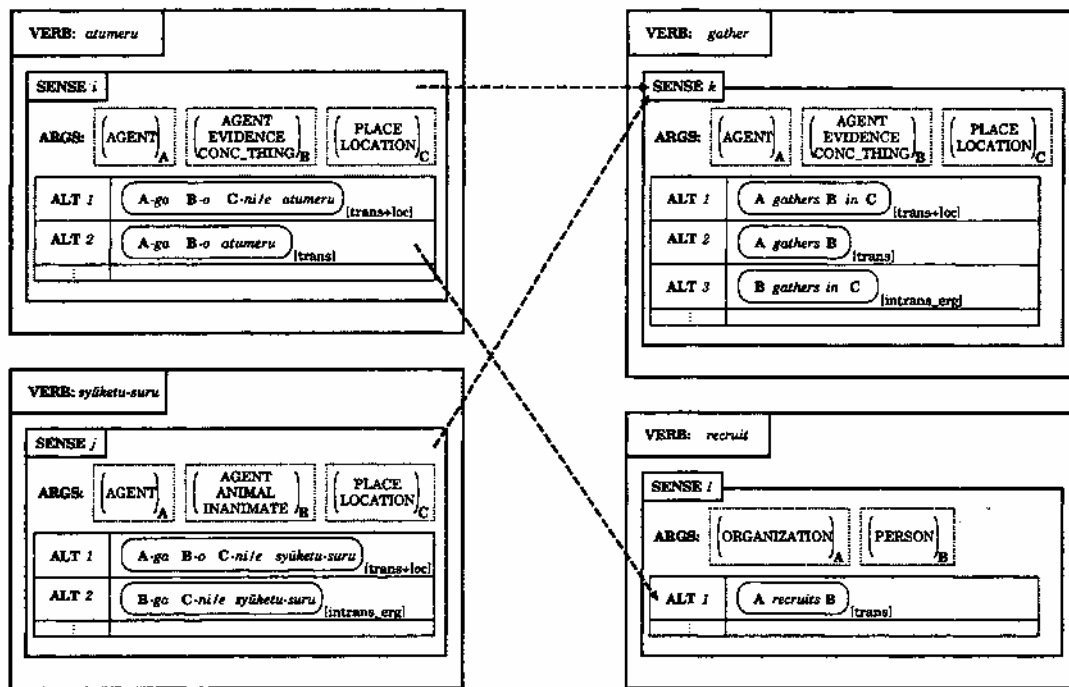 VERB: atumeru
SENSE i
ARGS: (AGENT)A (AGENT EVIDENCE CONC_THING)B (PLACE LOCATION)C
ALT 1 A-ga B-o C-ni/e atumeru [trans+loc]
ALT 2 A-ga B-o atumeru [trans]
⋮
VERB: syūketu-suru
SENSE j
ARGS: (AGENT)A (AGENT ANIMAL INANIMATE)B (PLACE LOCATION)C
ALT 1 A-ga B-o C-ni/e syūketu-suru [trans+loc]
ALT 2 B-ga C-ni/e syūketu-suru [intrans_erg]
⋮
VERB: gather
SENSE k
ARGS: (AGENT)A (AGENT EVIDENCE CONC_THING)B (PLACE LOCATION)C
ALT 1 A gathers B in C [trans+loc]
ALT 2 A gathers B [trans]
ALT 3 B gathers in C [intrans_erg]
⋮
VERB: recruit
SENSE l
ARGS: (ORGANIZATION)A (PERSON)B
ALT 1 A recruits B [trans]
⋮